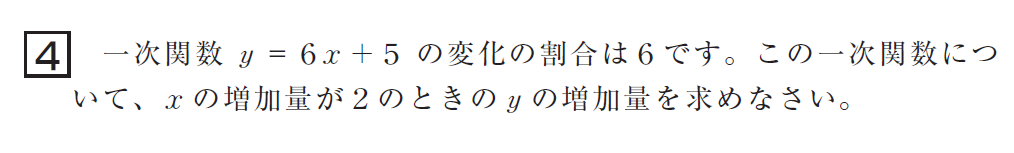 4 一次関数 y = 6x + 5 の変化の割合は6です。この一次関数につ
いて、xの増加量が2のときのyの増加量を求めなさい。